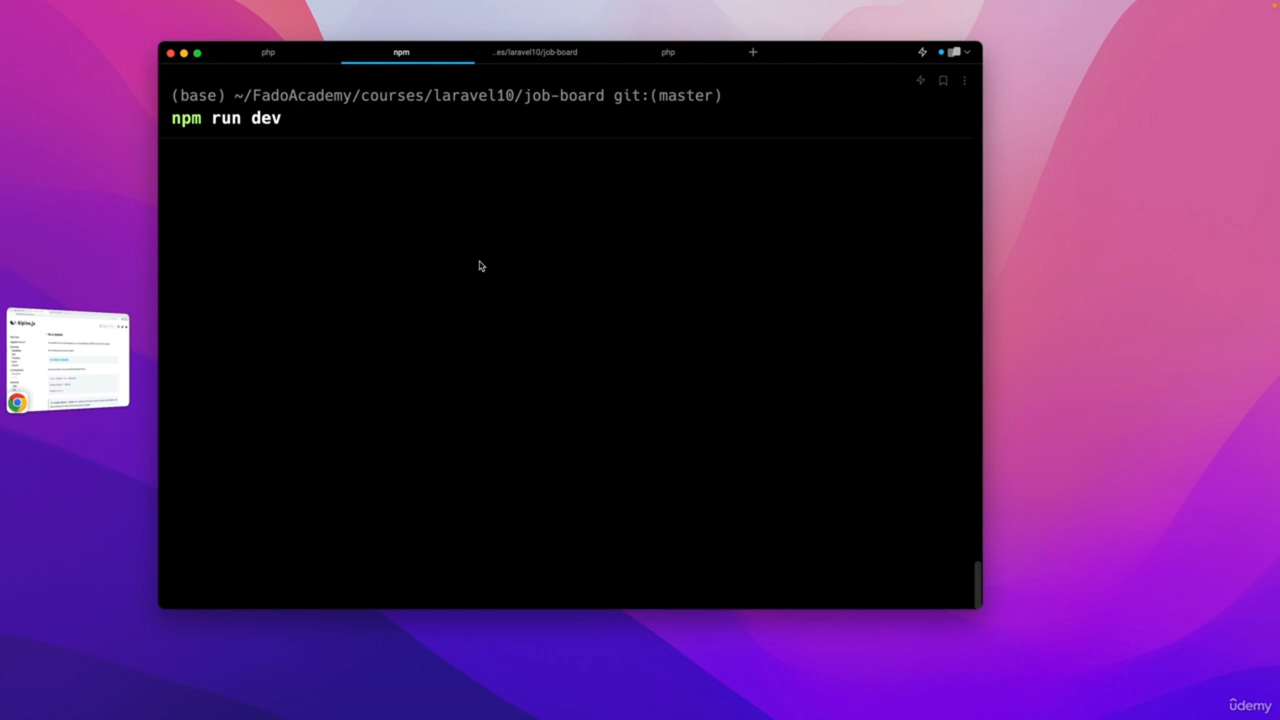 php
npm
..es/laravel10/job-board
php
(base) ~/FadoAcademy/courses/laravel10/job-board git:(master)
npm run dev
Alpine.js
ûdemy